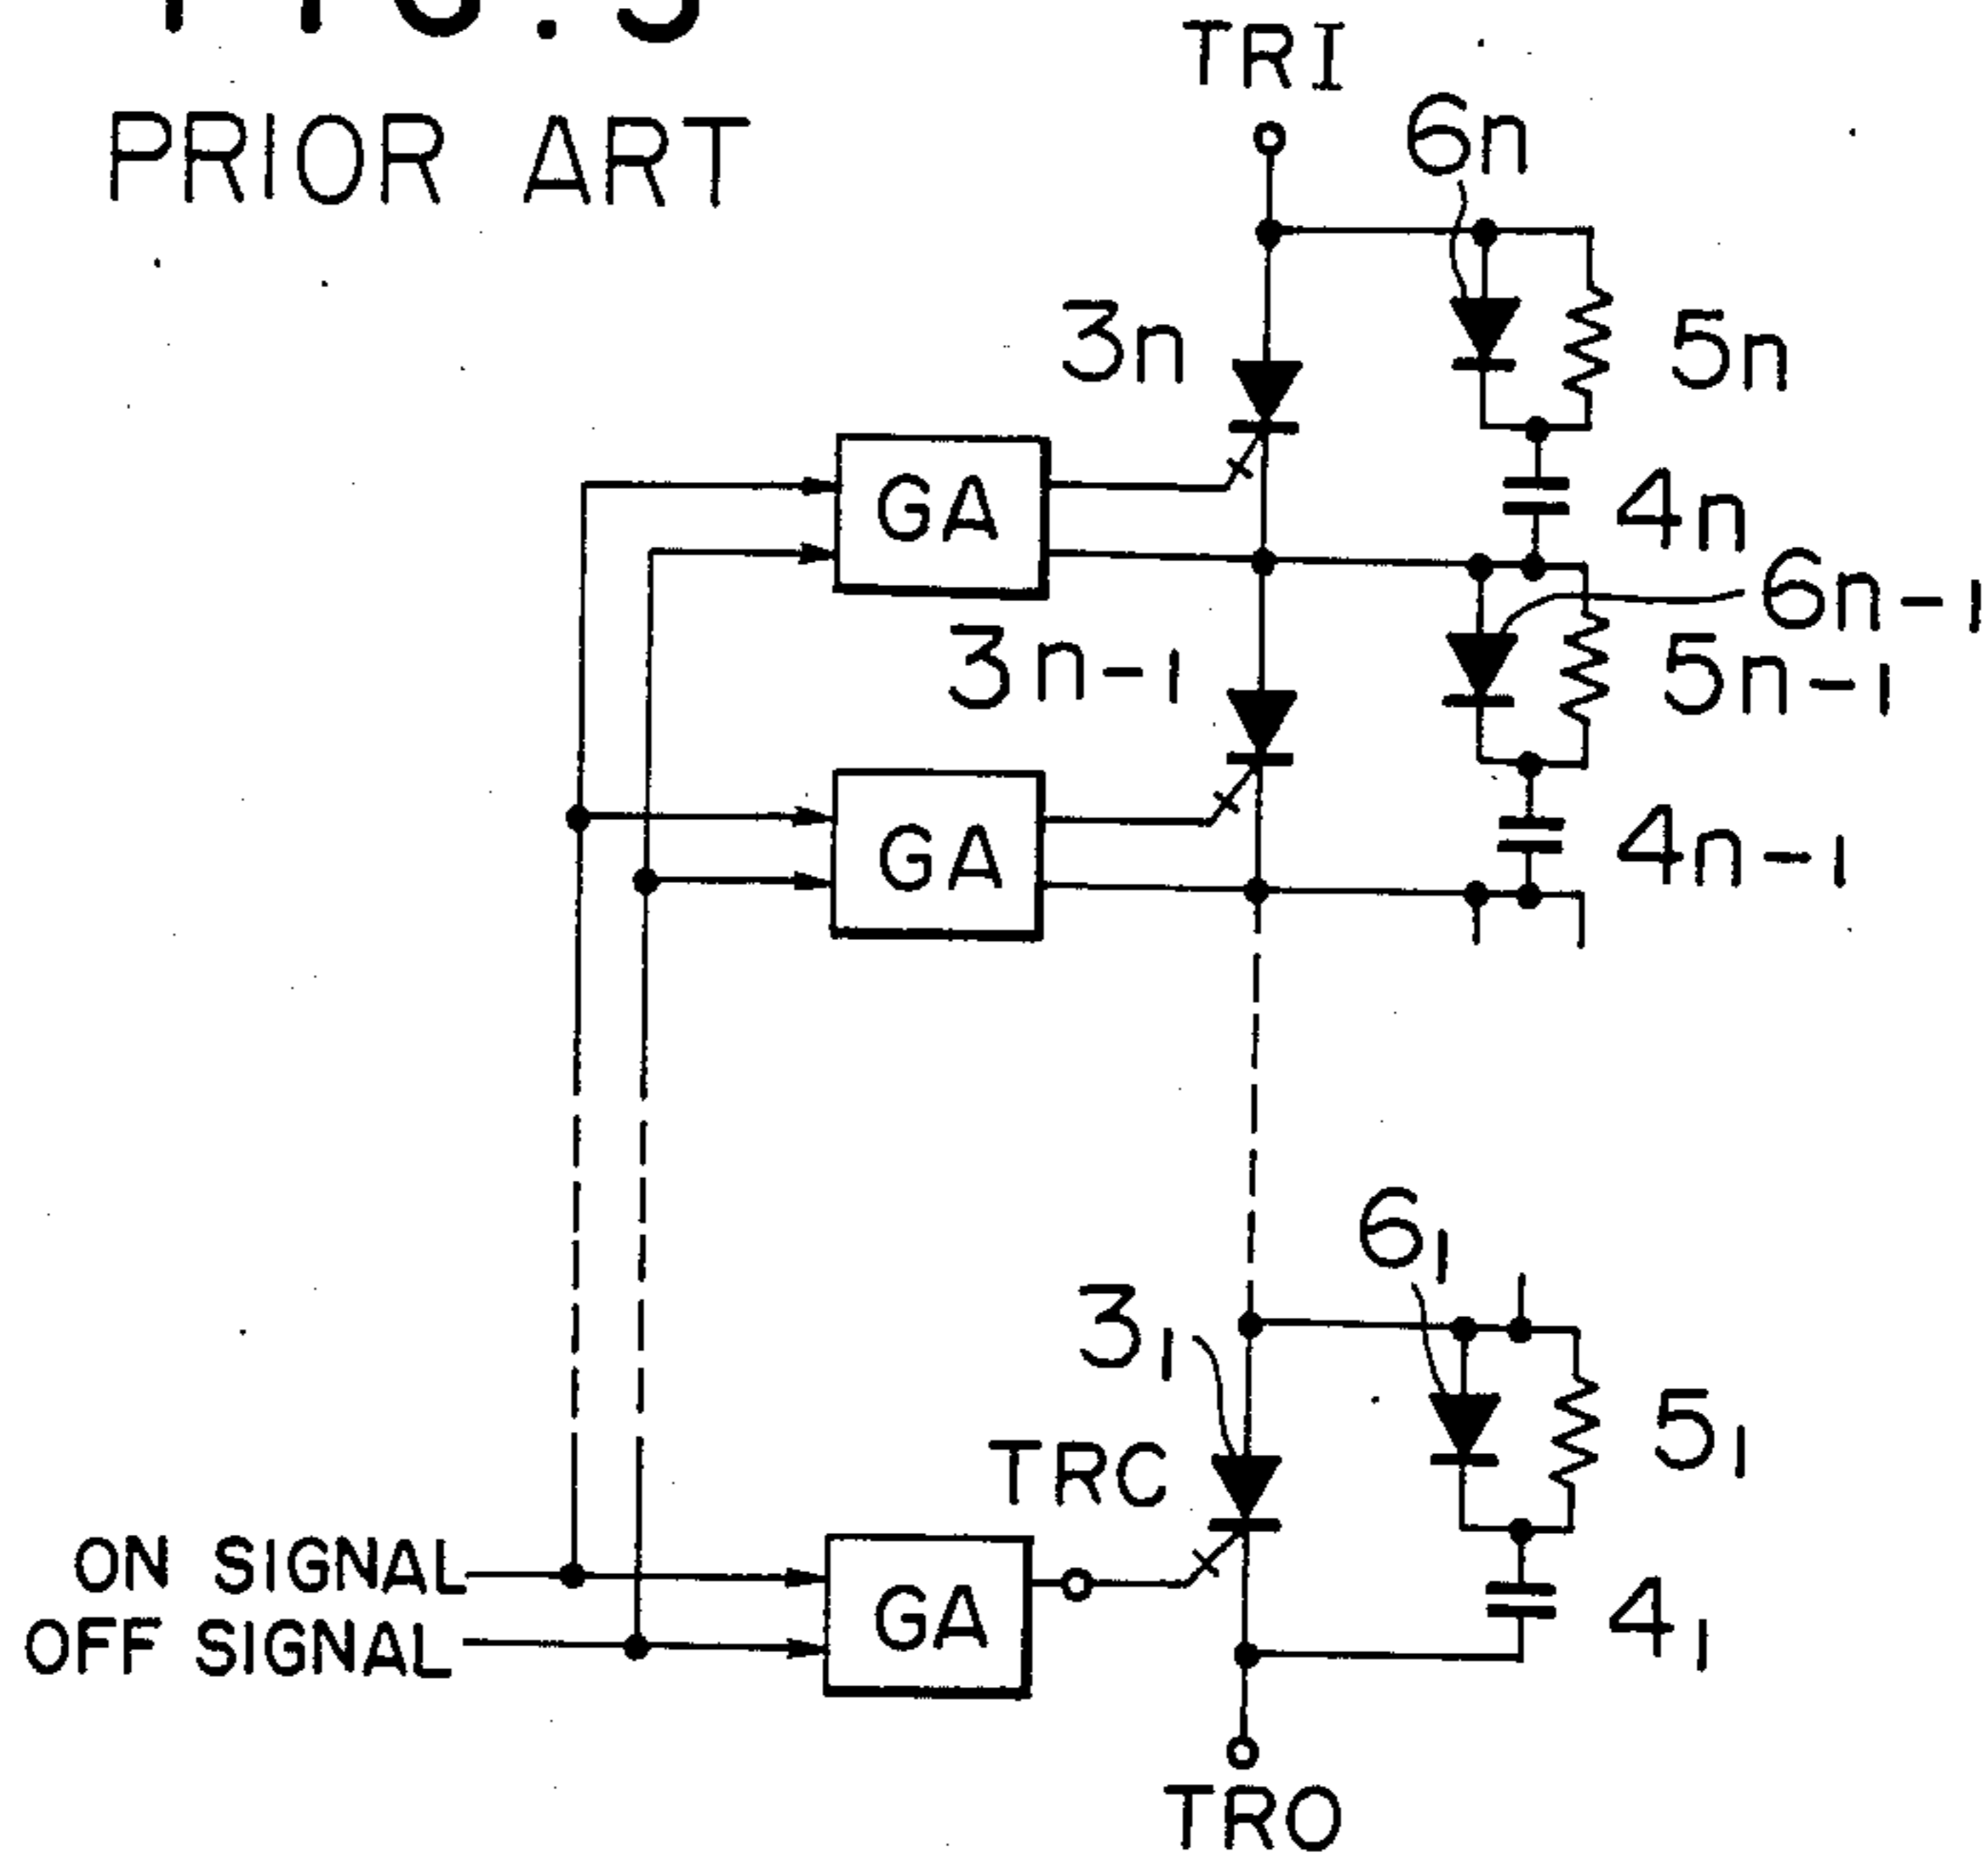 PRIOR ART
TRI
6n
3n
5n
GA
4n
6n-1
3n-1
5n-1
GA
4n-1
61
31
51
TRC
ON SIGNAL
OFF SIGNAL
GA
41
TRO